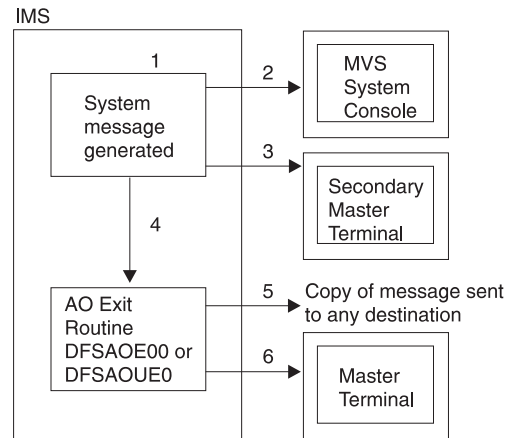 IMS
1
System
message
generated
2
MVS
System
Console
3
Secondary
Master
Terminal
4
AO Exit
Routine
DFSAOE00 or
DFSAOUE0
5
Copy of message sent
to any destination
6
Master
Terminal